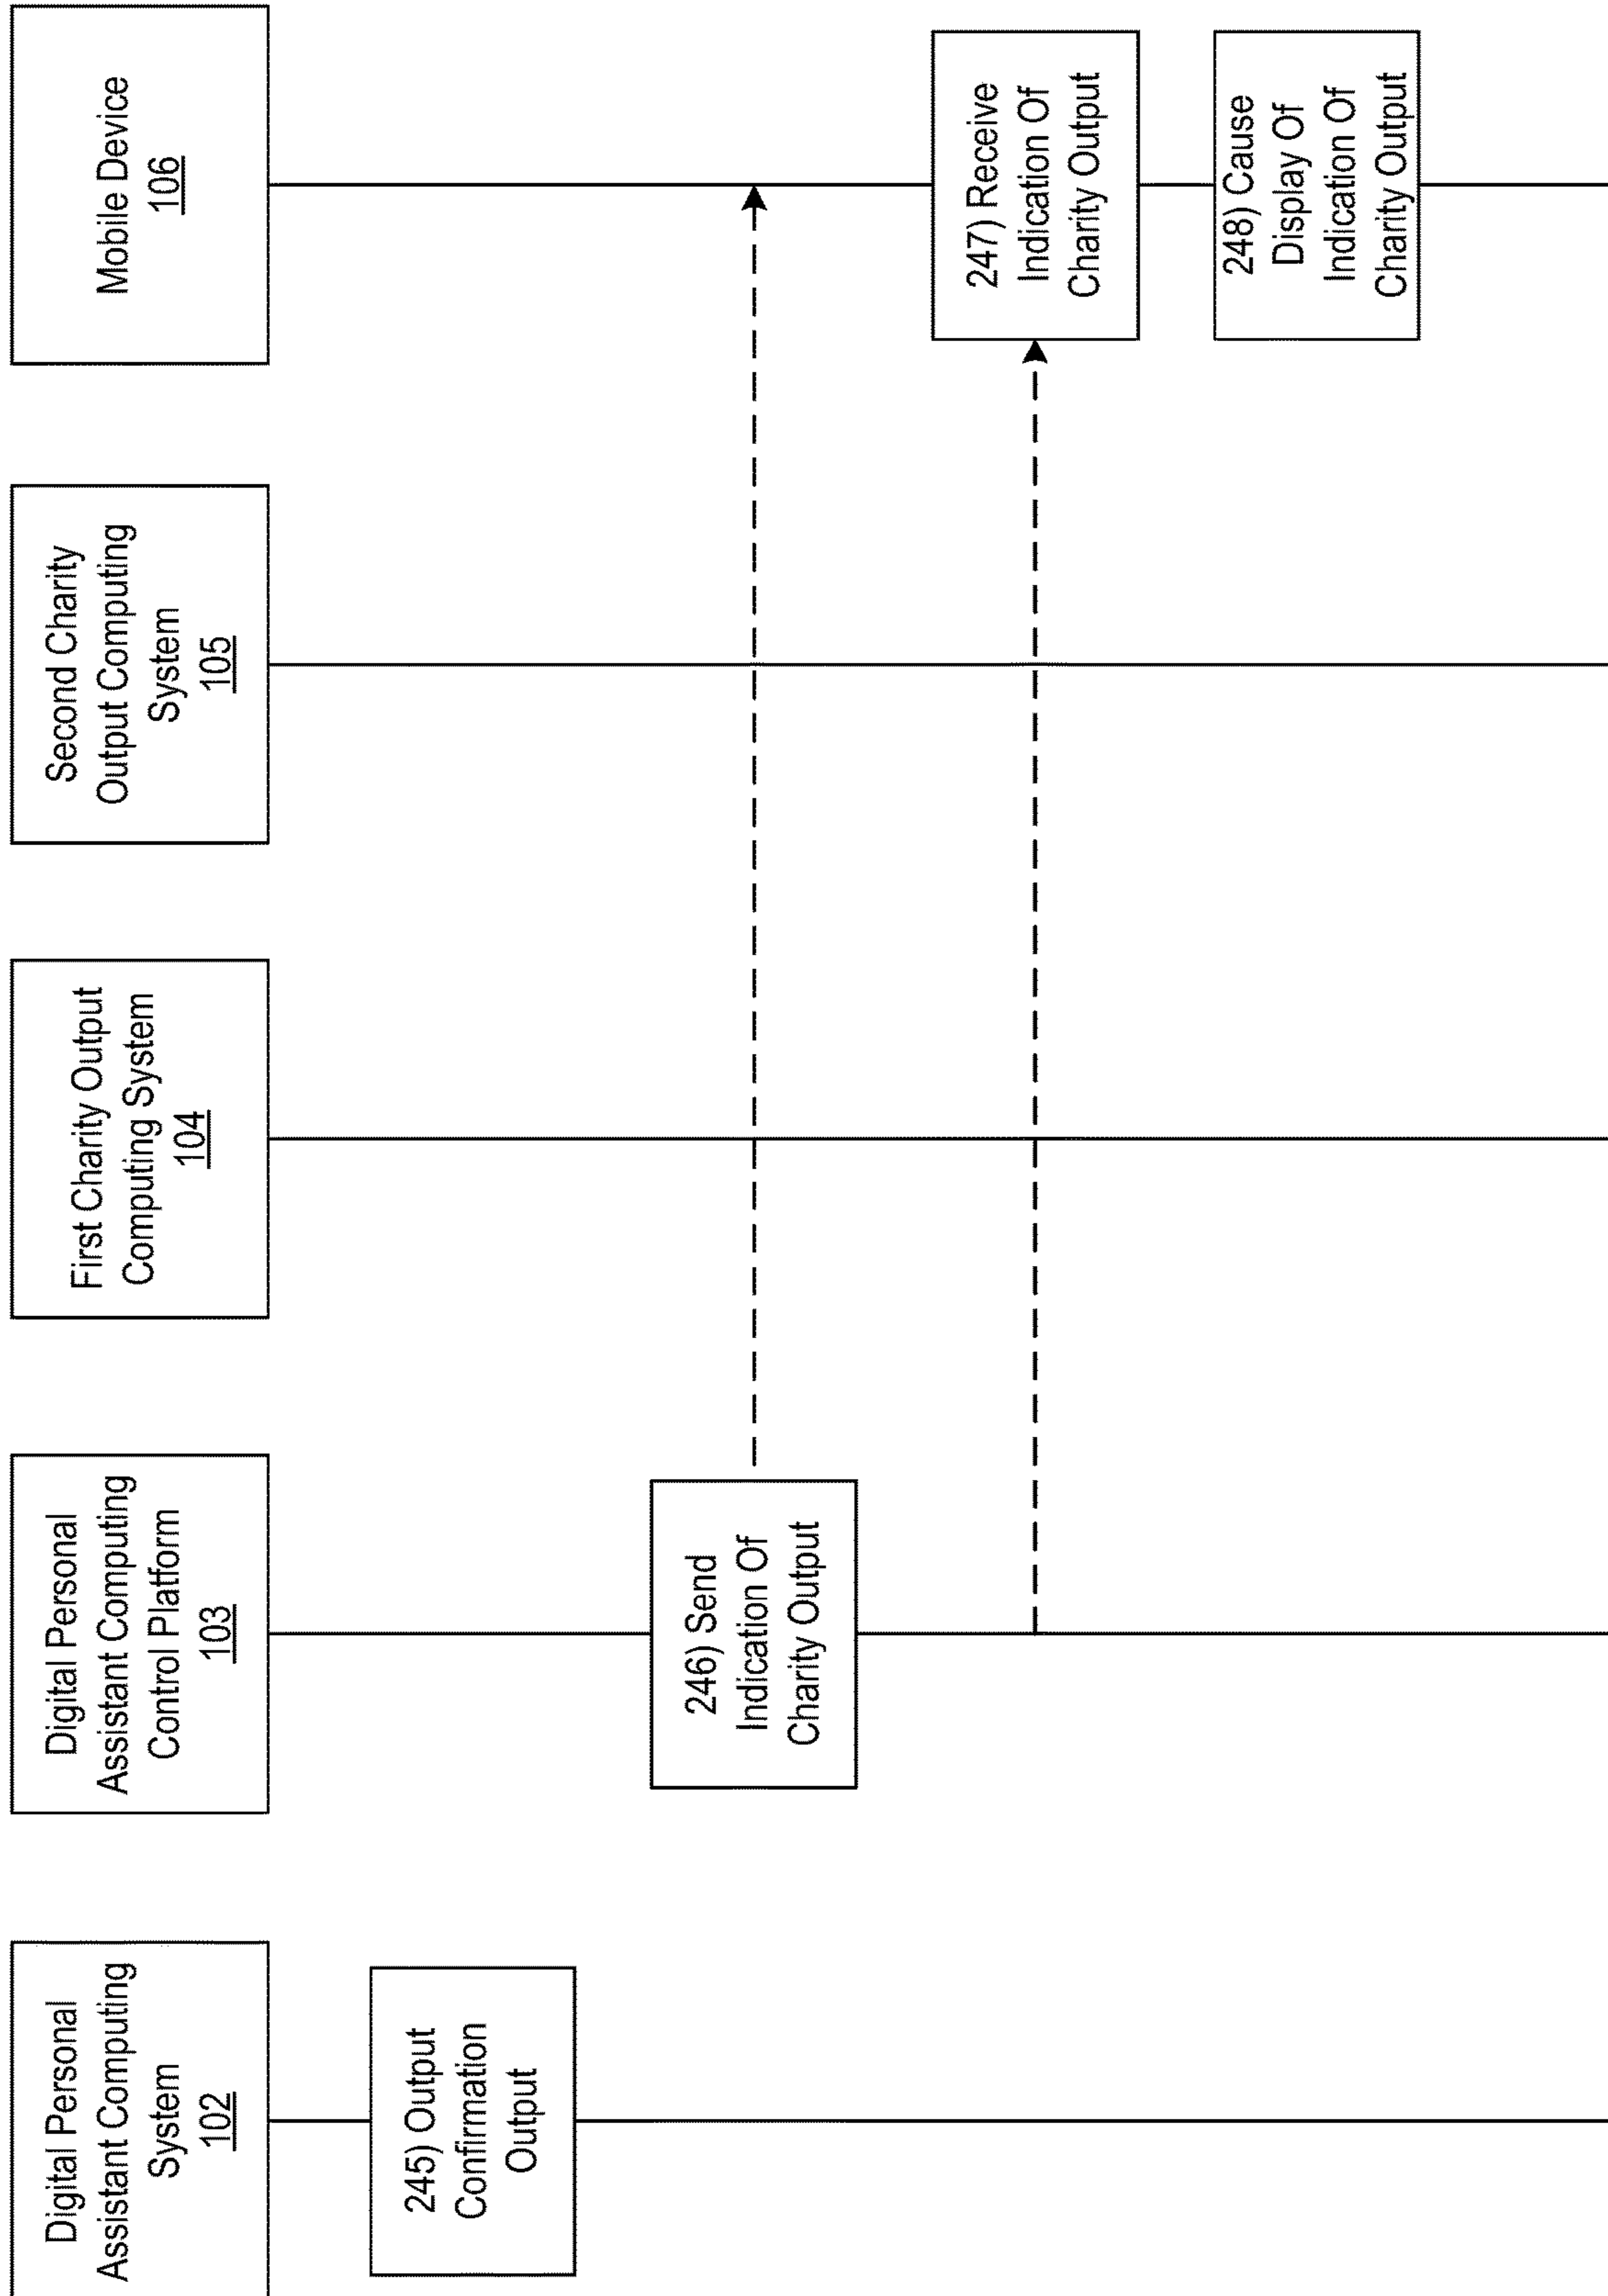 Digital Personal
Assistant Computing
System
102
Digital Personal
Assistant Computing
Control Platform
103
First Charity Output
Computing System
104
Second Charity
Output Computing
System
105
Mobile Device
106
245) Output
Confirmation
Output
246) Send
Indication Of
Charity Output
247) Receive
Indication Of
Charity Output
248) Cause
Display Of
Indication Of
Charity Output